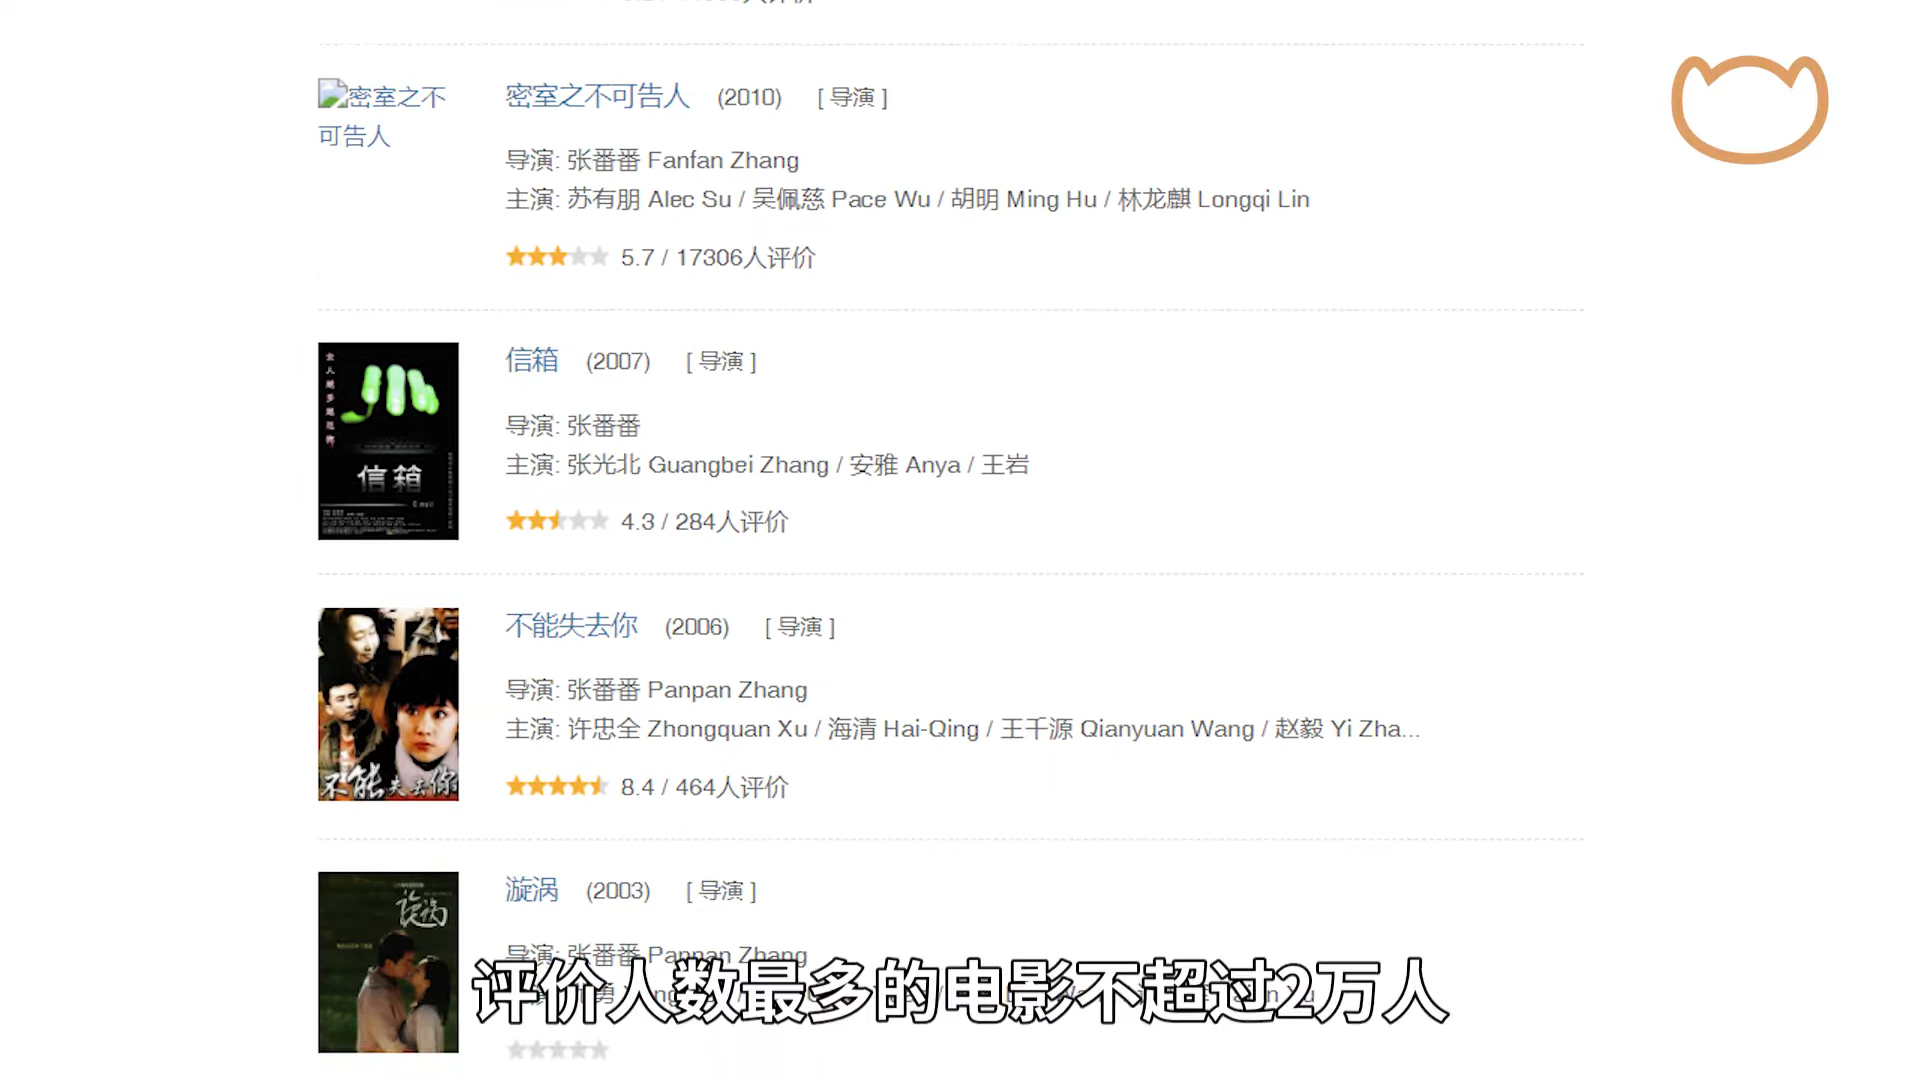 密室之不
可告人
密室之不可告人 (2010) [ 导演 ]
导演: 张番番 Fanfan Zhang
主演: 苏有朋 Alec Su / 吴佩慈 Pace Wu / 胡明 Ming Hu / 林龙麒 Longqi Lin
5.7 / 17306人评价
信箱
信箱 (2007) [ 导演 ]
导演: 张番番
主演: 张光北 Guangbei Zhang / 安雅 Anya / 王岩
4.3 / 284人评价
不能失去你
不能失去你 (2006) [ 导演 ]
导演: 张番番 Panpan Zhang
主演: 许忠全 Zhongquan Xu / 海清 Hai-Qing / 王千源 Qianyuan Wang / 赵毅 Yi Zha...
8.4 / 464人评价
漩涡 (2003) [ 导演 ]
导演: 张番番 Panpan Zhang
评价人数最多的电影不超过2万人